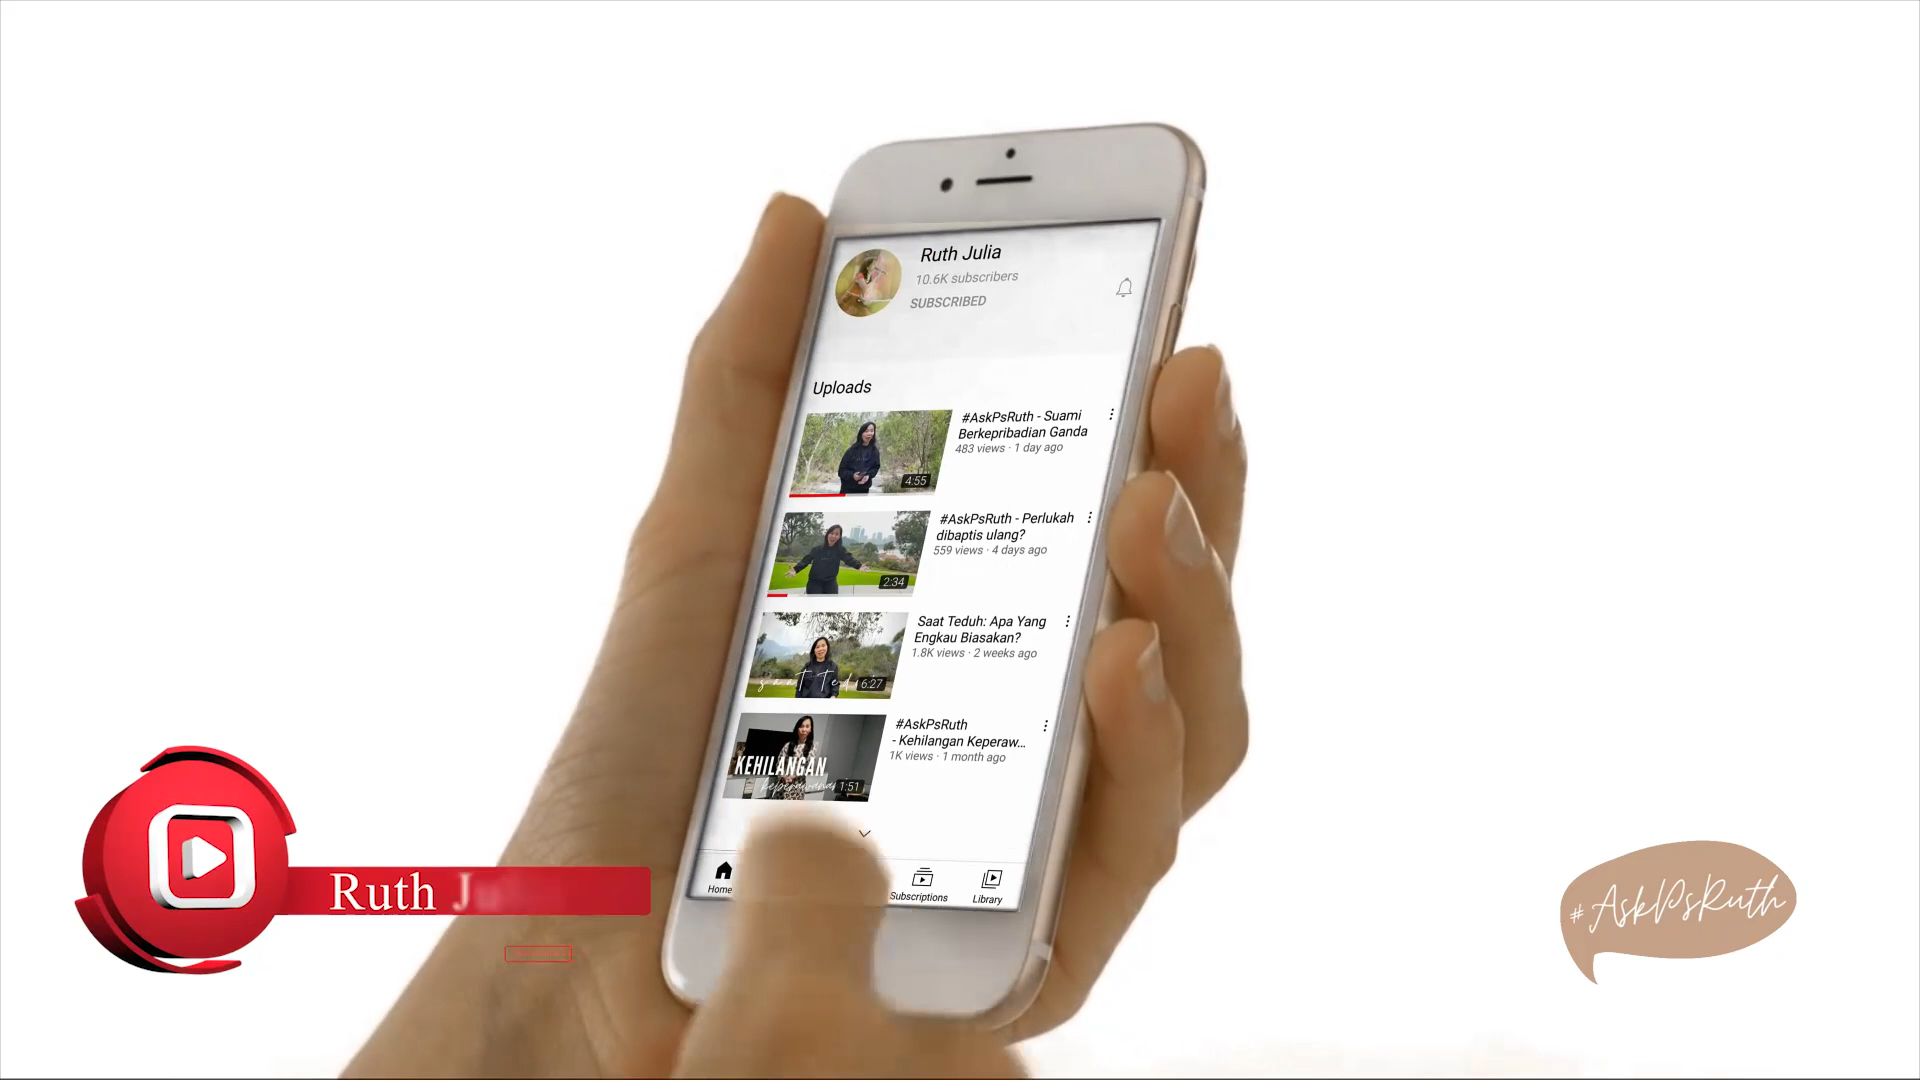 Ruth Julia
10.6K subscribers
SUBSCRIBED
Uploads
#AskPsRuth - Suami
Berkepribadian Ganda
483 views · 1 day ago
4:55
#AskPsRuth - Perlukah
dibaptis ulang?
559 views · 4 days ago
2:34
Saat Teduh: Apa Yang
Engkau Biasakan?
1.8K views · 2 weeks ago
saat
6:27
#AskPsRuth
- Kehilangan Keperaw...
1K views · 1 month ago
KEHILANGAN
1:51
Home
Subscriptions
Library
Ruth J
#AskPsRuth